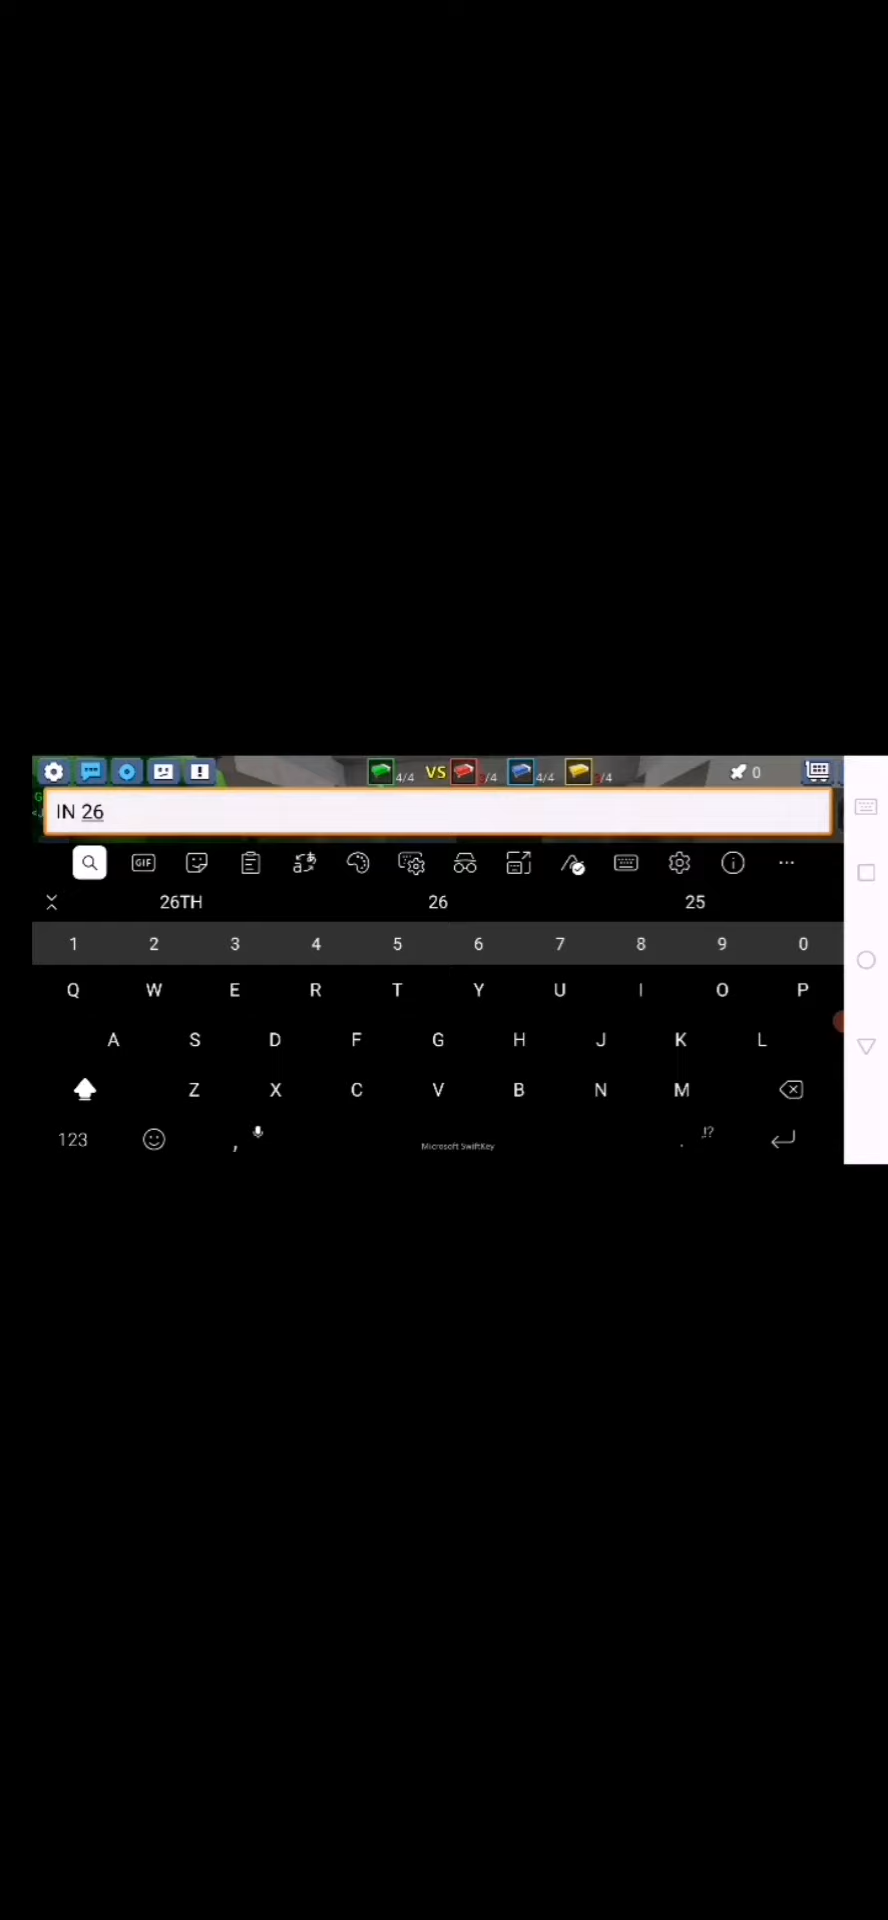 4/4 VS /4 4/4 /4 0
IN 26
GIF
26TH 26 25
1 2 3 4 5 6 7 8 9 0
Q W E R T Y U I O P
A S D F G H J K L
Z X C V B N M
123 , Microsoft SwiftKey . !?